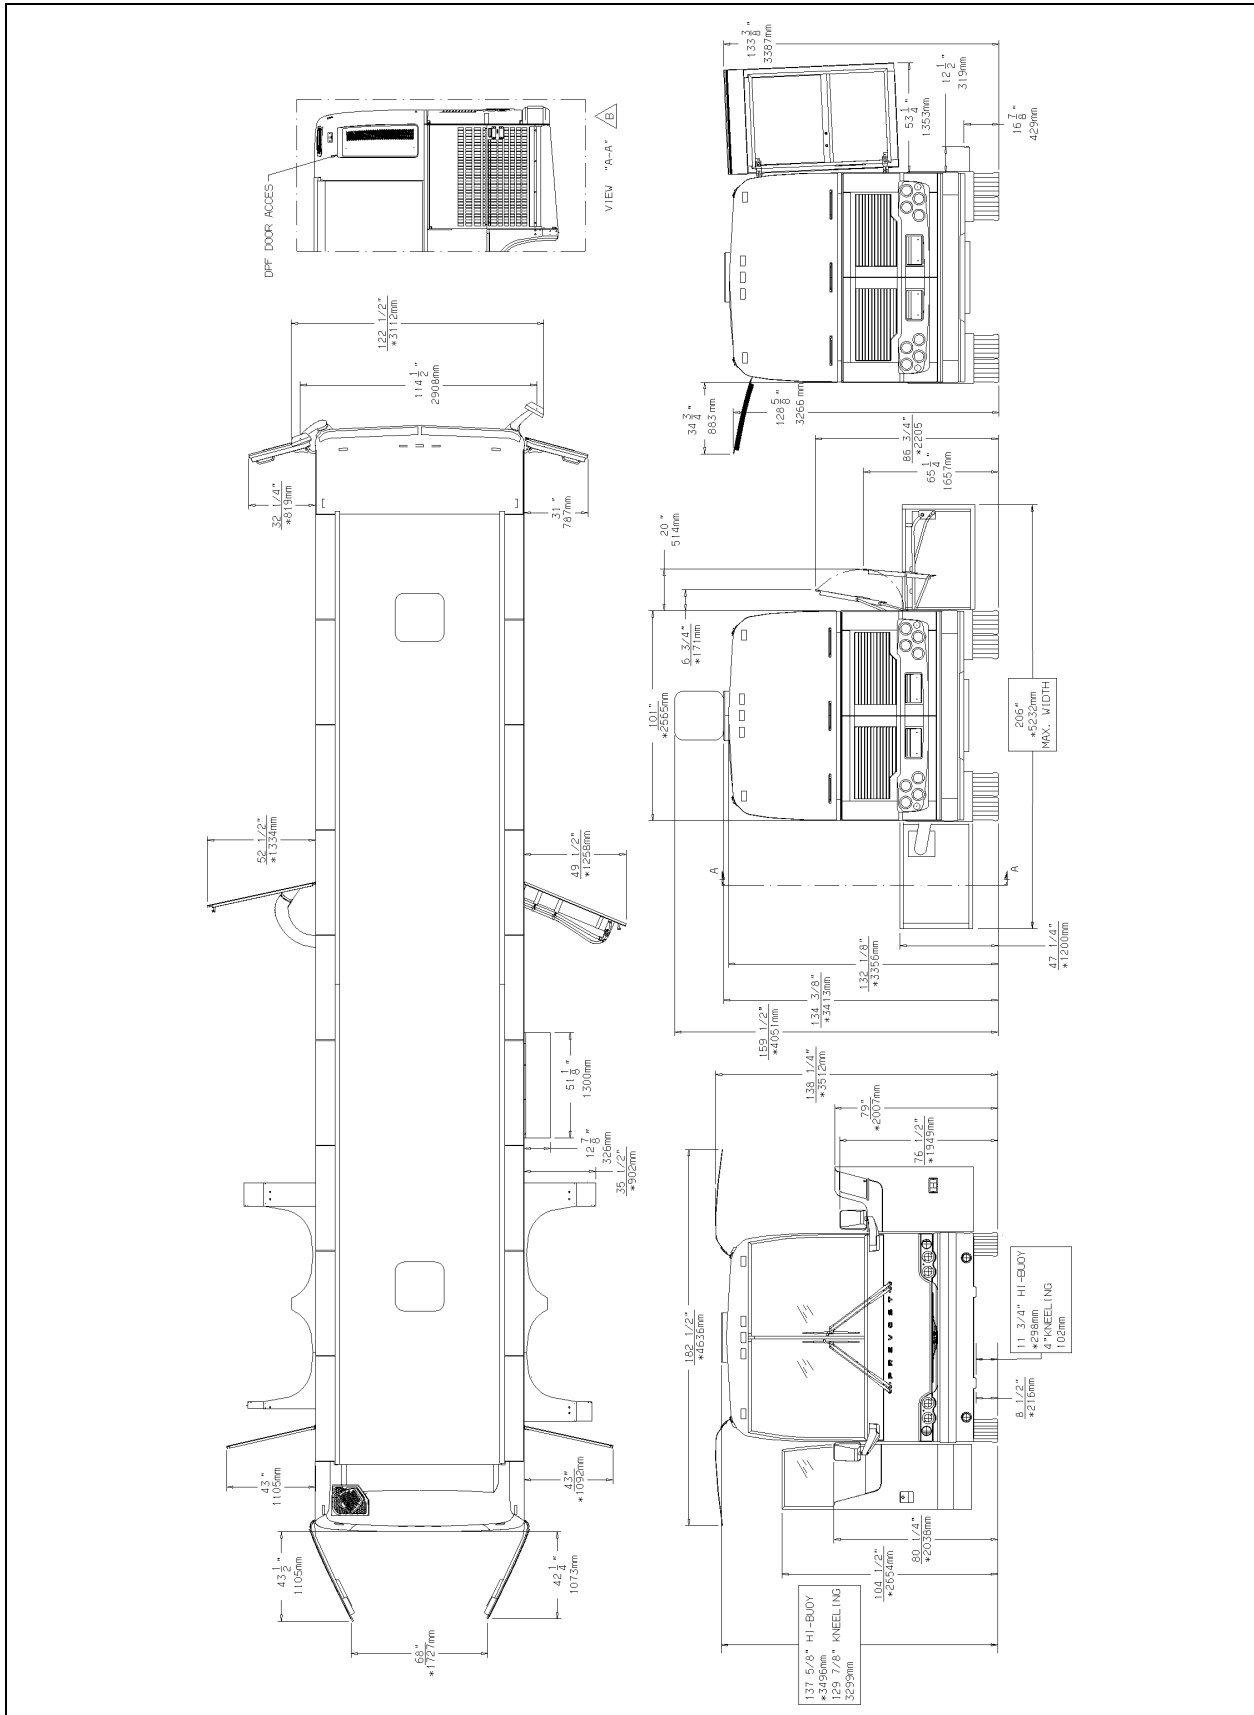 DPF DOOR ACCES
VIEW "A-A"
B
122 1/2"
*3112mm
114 1/2
2908mm
32 1/4"
*819mm
31"
787mm
52 1/2"
*1334mm
49 1/2"
*1258mm
51 1/8"
1300mm
12 7/8"
326mm
35 1/2"
*902mm
43"
1105mm
43"
*1092mm
43 1/2"
1105mm
42 1/4"
1073mm
68"
*1727mm
133 3/8"
3387mm
53 1/4"
1353mm
12 1/2"
319mm
16 7/8"
429mm
34 3/4"
883 mm
128 5/8"
3266 mm
86 3/4"
*2205
65 1/4"
1657mm
20"
514mm
6 3/4"
*171mm
101"
*2565mm
206"
*5232mm
MAX. WIDTH
A
A
47 1/4"
*1200mm
132 1/8"
*3356mm
134 3/8"
*3413mm
159 1/2"
*4051mm
138 1/4"
*3512mm
79"
*2007mm
76 1/2"
*1949mm
182 1/2"
*4636mm
PREVOST
11 3/4" HI-BUOY
*298mm
4"KNEELING
102mm
8 1/2"
*216mm
80 1/4"
*2038mm
104 1/2"
*2654mm
137 5/8" HI-BUOY
*3496mm
129 7/8" KNEELING
3299mm